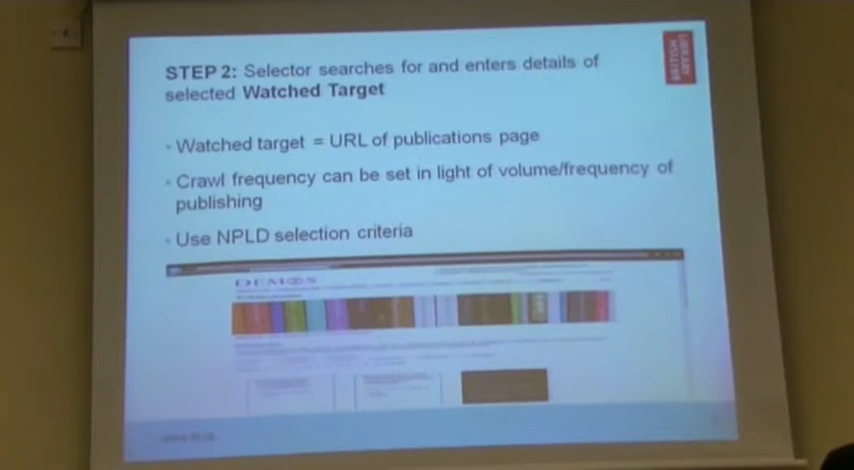 STEP 2: Selector searches for and enters details of
selected Watched Target
LIBRARY
BRITISH
Watched target = URL of publications page
Crawl frequency can be set in light of volume/frequency of
publishing
Use NPLD selection criteria
DEMOS